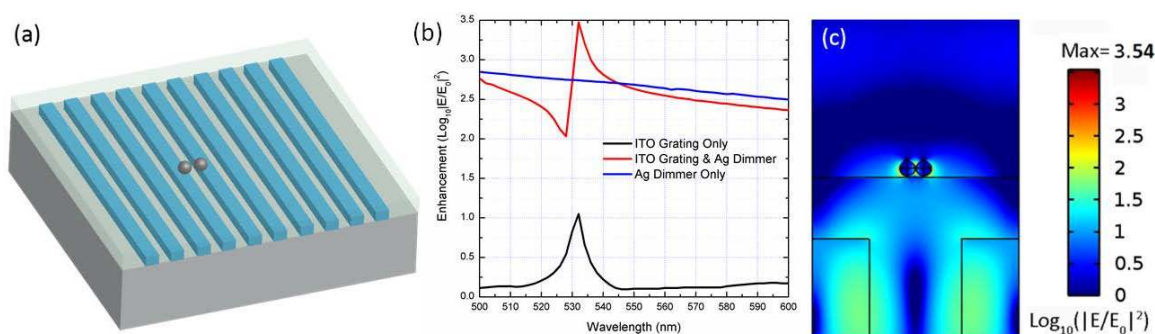 (a)
(b)
Enhancement (Log10|E/E0|²)
3.5
3.0
2.5
2.0
1.5
1.0
0.5
0.0
ITO Grating Only
ITO Grating & Ag Dimmer
Ag Dimmer Only
500 510 520 530 540 550 560 570 580 590 600
Wavelength (nm)
(c)
Max= 3.54
3
2.5
2
1.5
1
0.5
0
Log10(|E/E0|²)